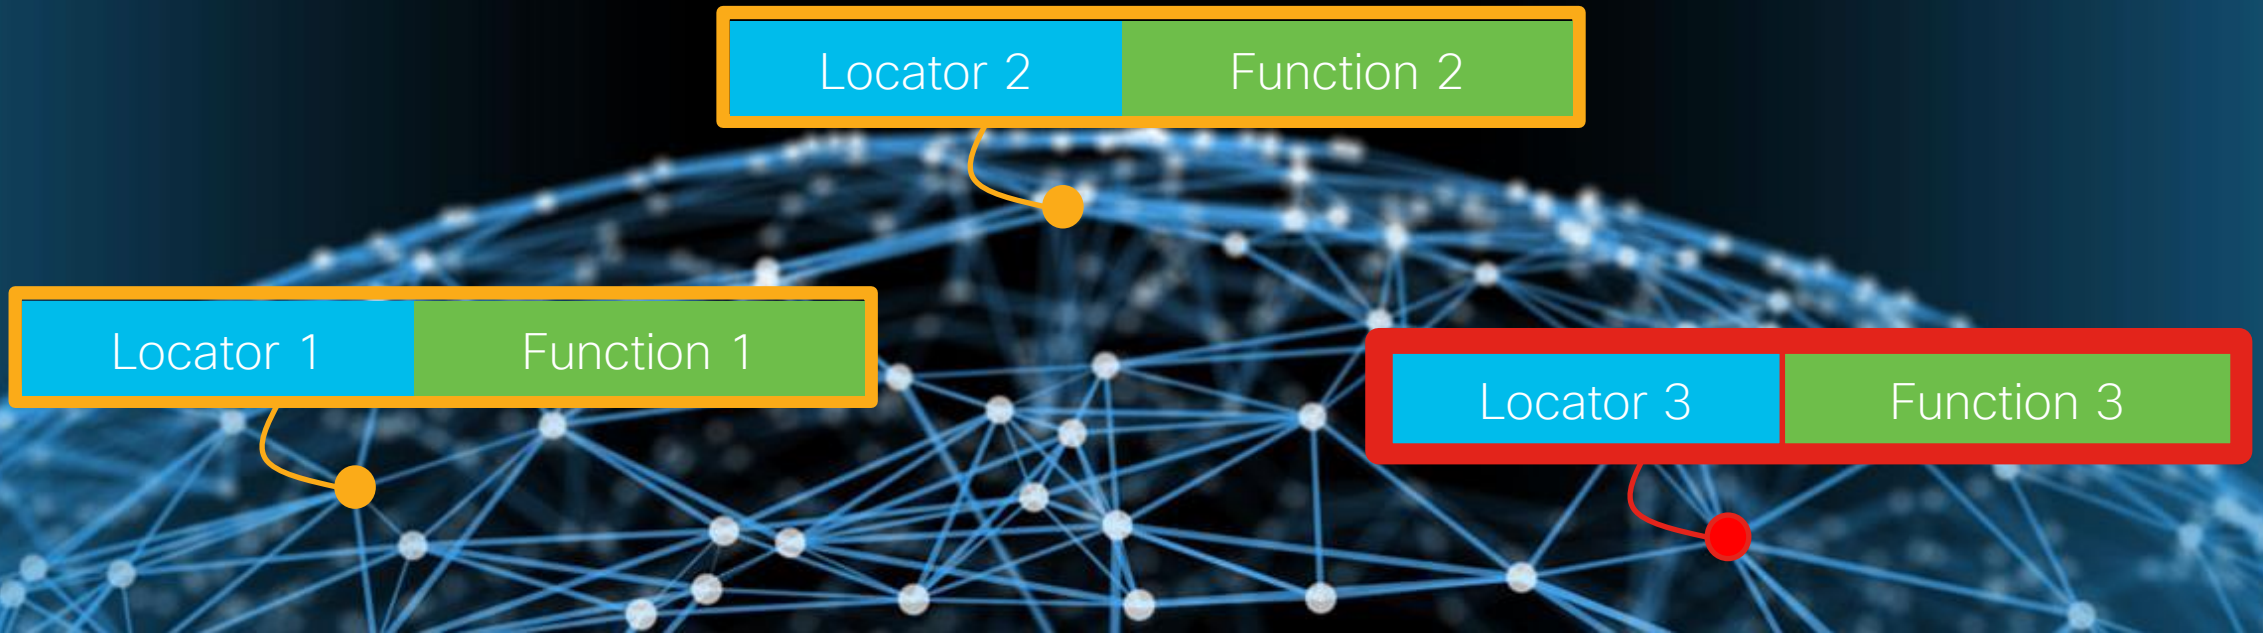 Locator 2 Function 2
Locator 1 Function 1
Locator 3 Function 3